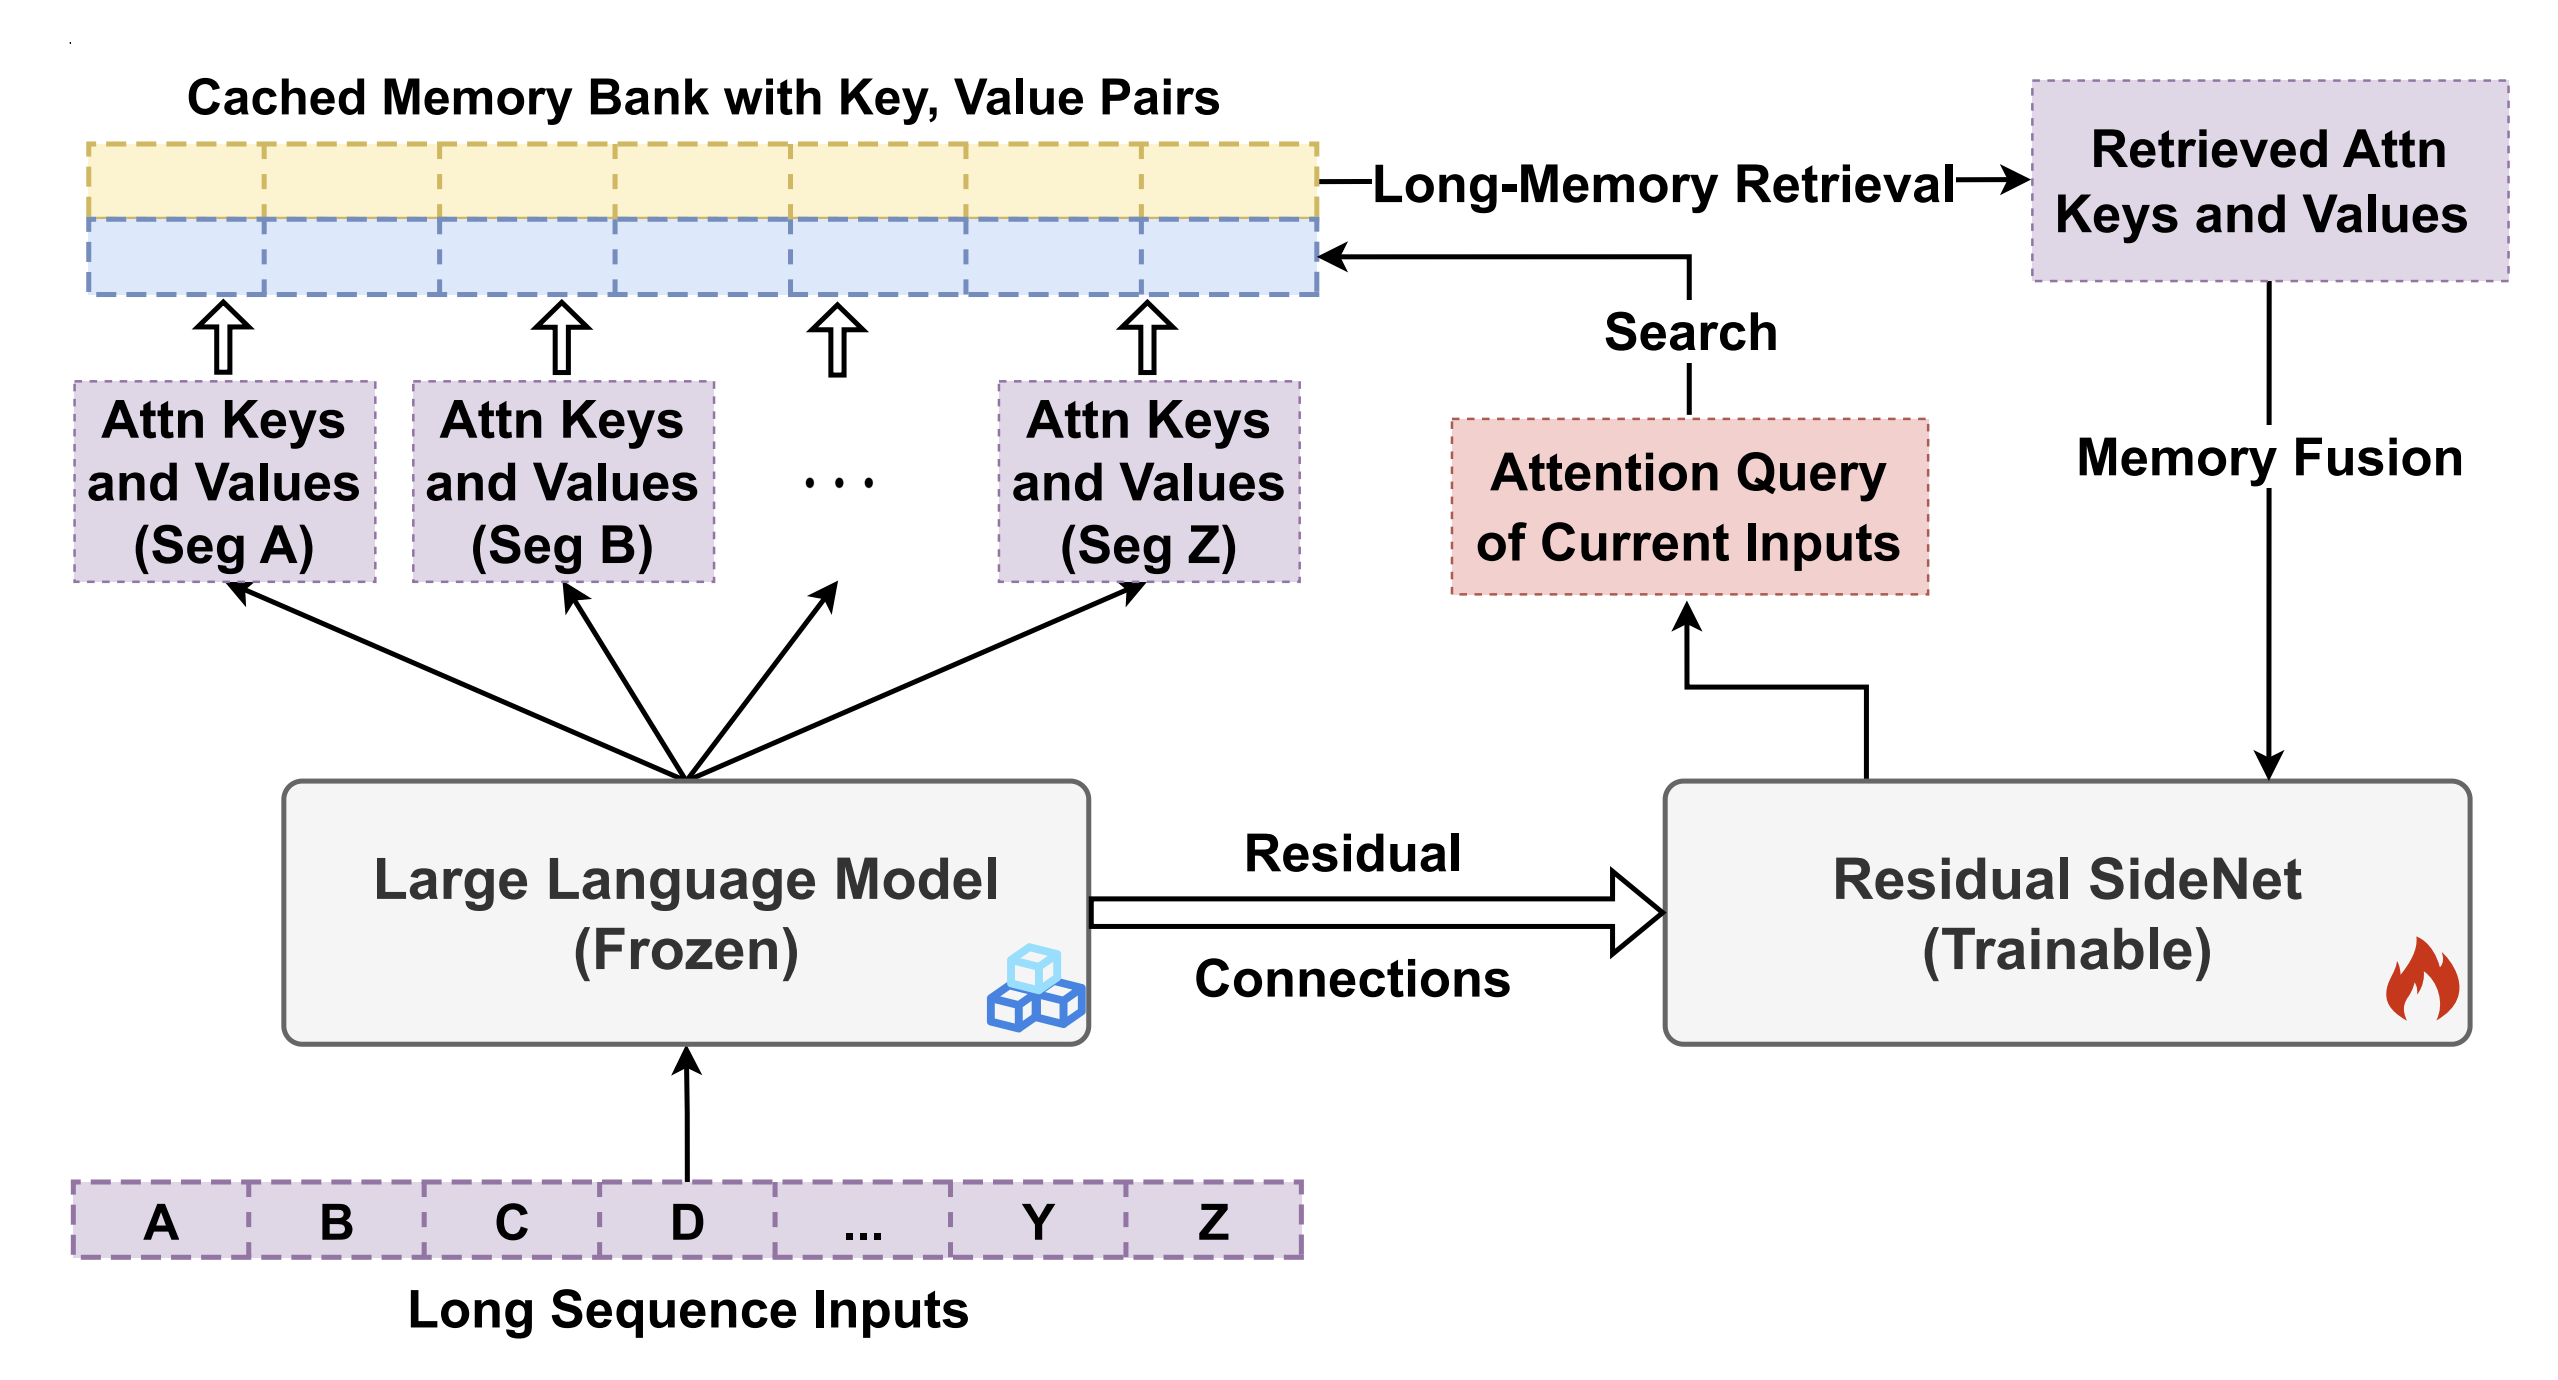 Cached Memory Bank with Key, Value Pairs
Long-Memory Retrieval
Retrieved Attn
Keys and Values
Search
Attn Keys
and Values
(Seg A)
Attn Keys
and Values
(Seg B)
...
Attn Keys
and Values
(Seg Z)
Attention Query
of Current Inputs
Memory Fusion
Large Language Model
(Frozen)
Residual
Connections
Residual SideNet
(Trainable)
A B C D ... Y Z
Long Sequence Inputs